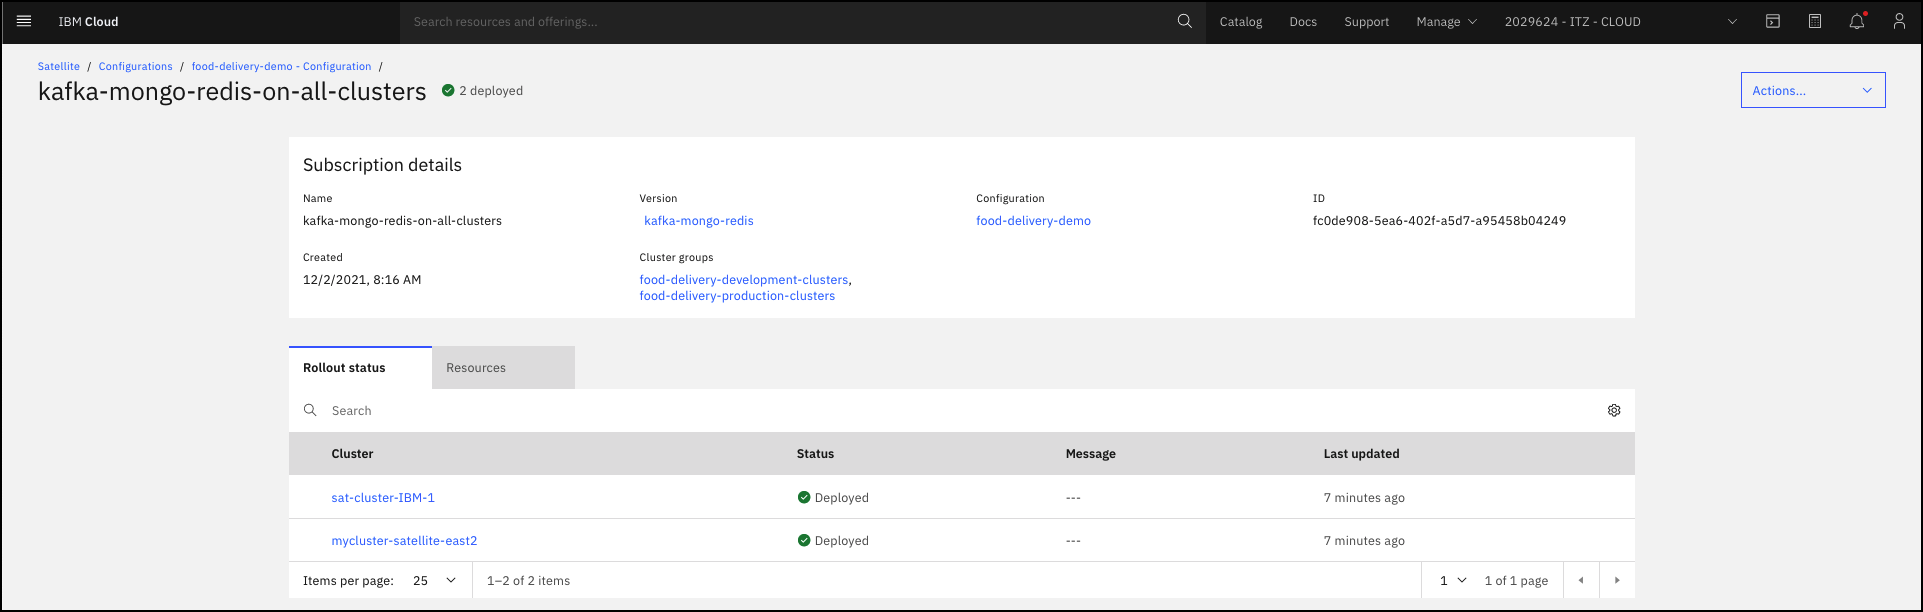 IBM Cloud
Search resources and offerings...
Catalog
Docs
Support
Manage
2029624 - ITZ - CLOUD
Satellite / Configurations / food-delivery-demo - Configuration /
kafka-mongo-redis-on-all-clusters
2 deployed
Actions...
Subscription details
Name
Version
Configuration
ID
kafka-mongo-redis-on-all-clusters
kafka-mongo-redis
food-delivery-demo
fc0de908-5ea6-402f-a5d7-a95458b04249
Created
Cluster groups
12/2/2021, 8:16 AM
food-delivery-development-clusters,
food-delivery-production-clusters
Rollout status
Resources
Search
Cluster
Status
Message
Last updated
sat-cluster-IBM-1
Deployed
---
7 minutes ago
mycluster-satellite-east2
Deployed
---
7 minutes ago
Items per page: 25
1–2 of 2 items
1
1 of 1 page